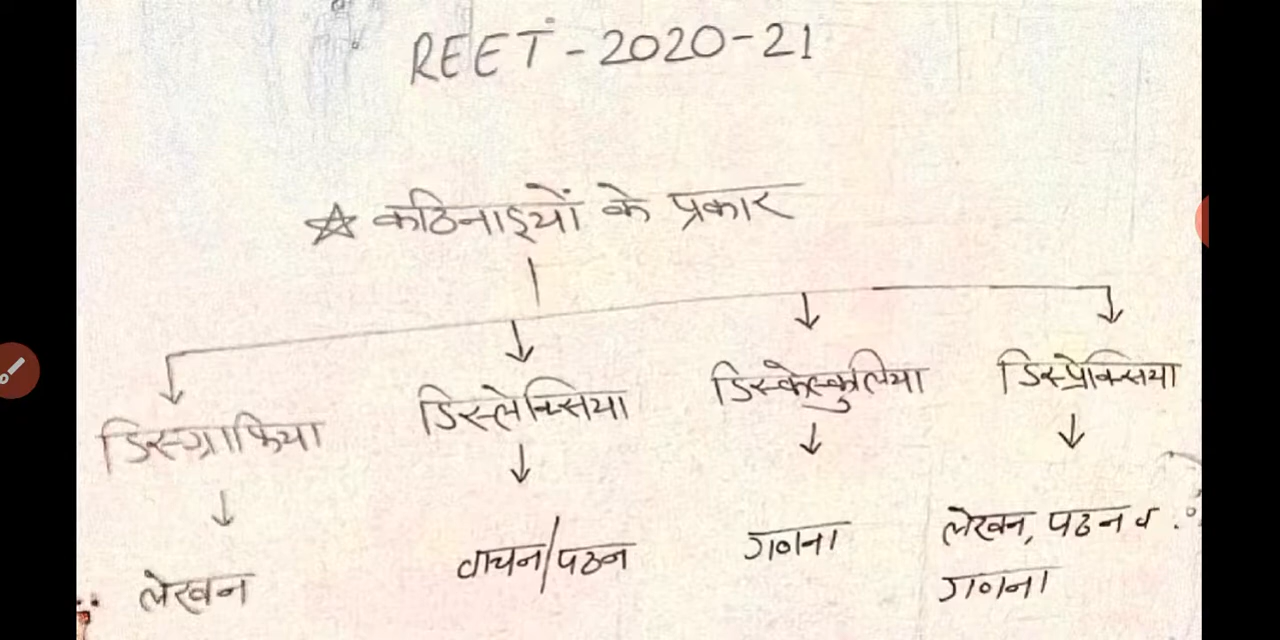 REET - 2020-21
☆ कठिनाइयों के प्रकार
डिस्ग्राफिया डिस्लेक्सिया डिस्केल्कुलिया डिस्प्रेक्सिया
लेखन वाचन/पठन गणना लेखन, पठन व
गणना